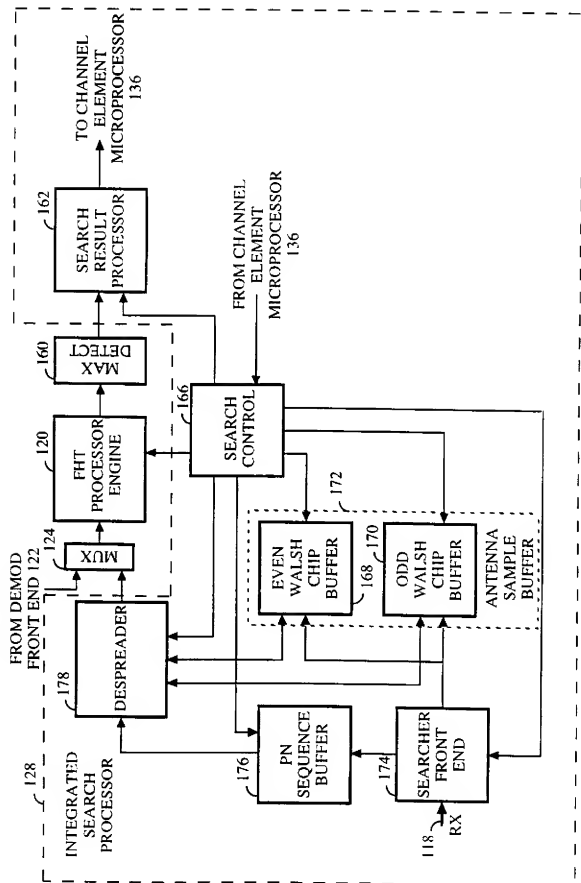 128
INTEGRATED
SEARCH
PROCESSOR
178
DESPREADER
FROM DEMOD
FRONT END 122
124
MUX
120
FHT
PROCESSOR
ENGINE
160
MAX
DETECT
162
SEARCH
RESULT
PROCESSOR
TO CHANNEL
ELEMENT
MICROPROCESSOR
136
176
PN
SEQUENCE
BUFFER
166
SEARCH
CONTROL
FROM CHANNEL
ELEMENT
MICROPROCESSOR
136
EVEN
WALSH
CHIP
BUFFER
168
172
170
ODD
WALSH
CHIP
BUFFER
ANTENNA
SAMPLE
BUFFER
174
SEARCHER
FRONT
END
118
RX